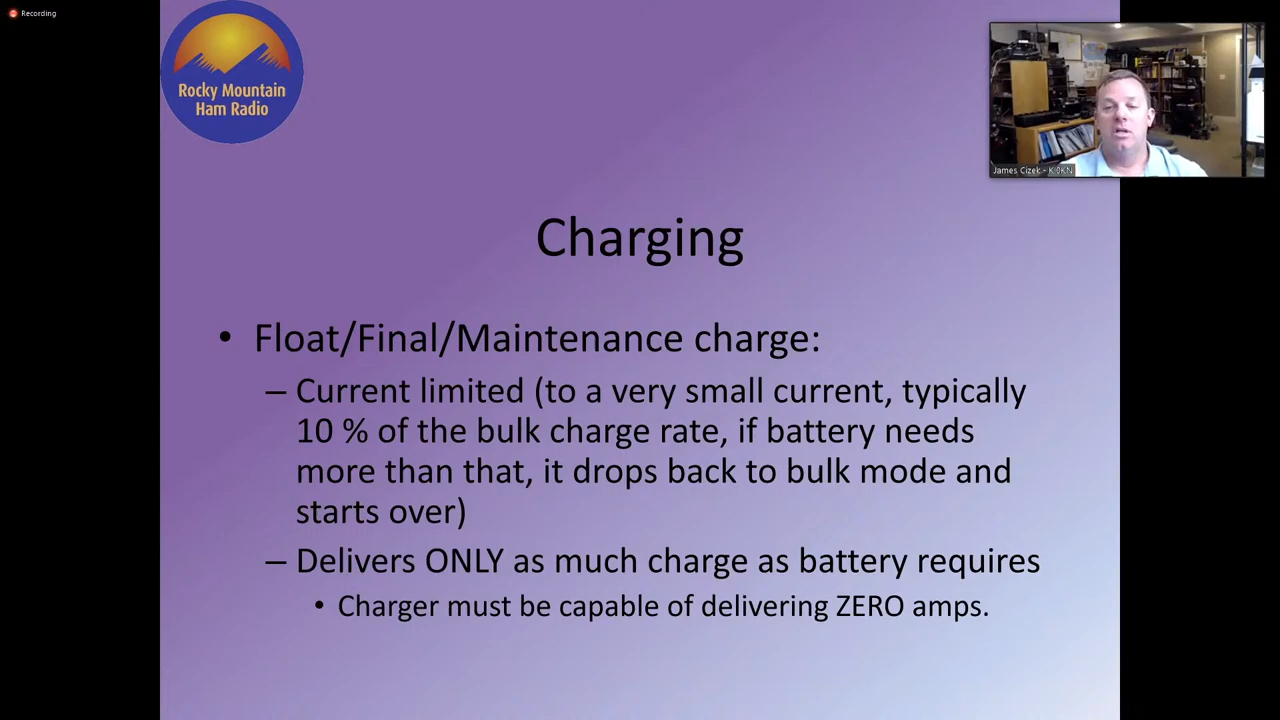 Recording
Rocky Mountain
Ham Radio
James Cizek - KI0KN
Charging
• Float/Final/Maintenance charge:
– Current limited (to a very small current, typically
10 % of the bulk charge rate, if battery needs
more than that, it drops back to bulk mode and
starts over)
– Delivers ONLY as much charge as battery requires
• Charger must be capable of delivering ZERO amps.